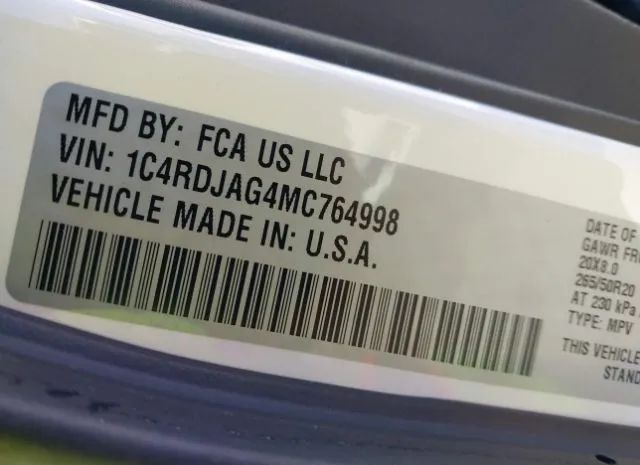 MFD BY: FCA US LLC
VIN: 1C4RDJAG4MC764998
VEHICLE MADE IN: U.S.A.
DATE OF
GAWR
20X8.0
265/50R20
AT 230 kPa
TYPE: MPV
THIS VEHICLE
STAND